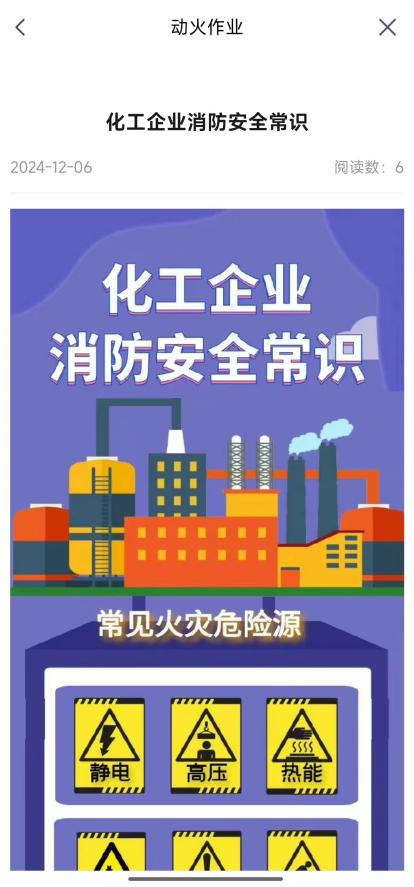 动火作业
化工企业消防安全常识
2024-12-06
阅读数：6
化工企业
消防安全常识
常见火灾危险源
静电
高压
热能